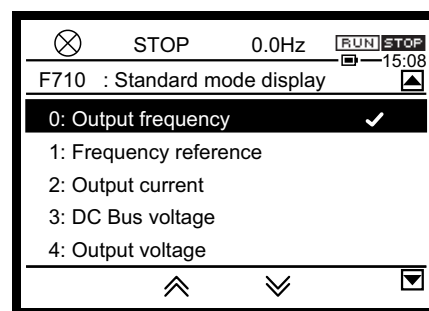 STOP 0.0Hz RUN STOP
15:08
F710 : Standard mode display
0: Output frequency
1: Frequency reference
2: Output current
3: DC Bus voltage
4: Output voltage